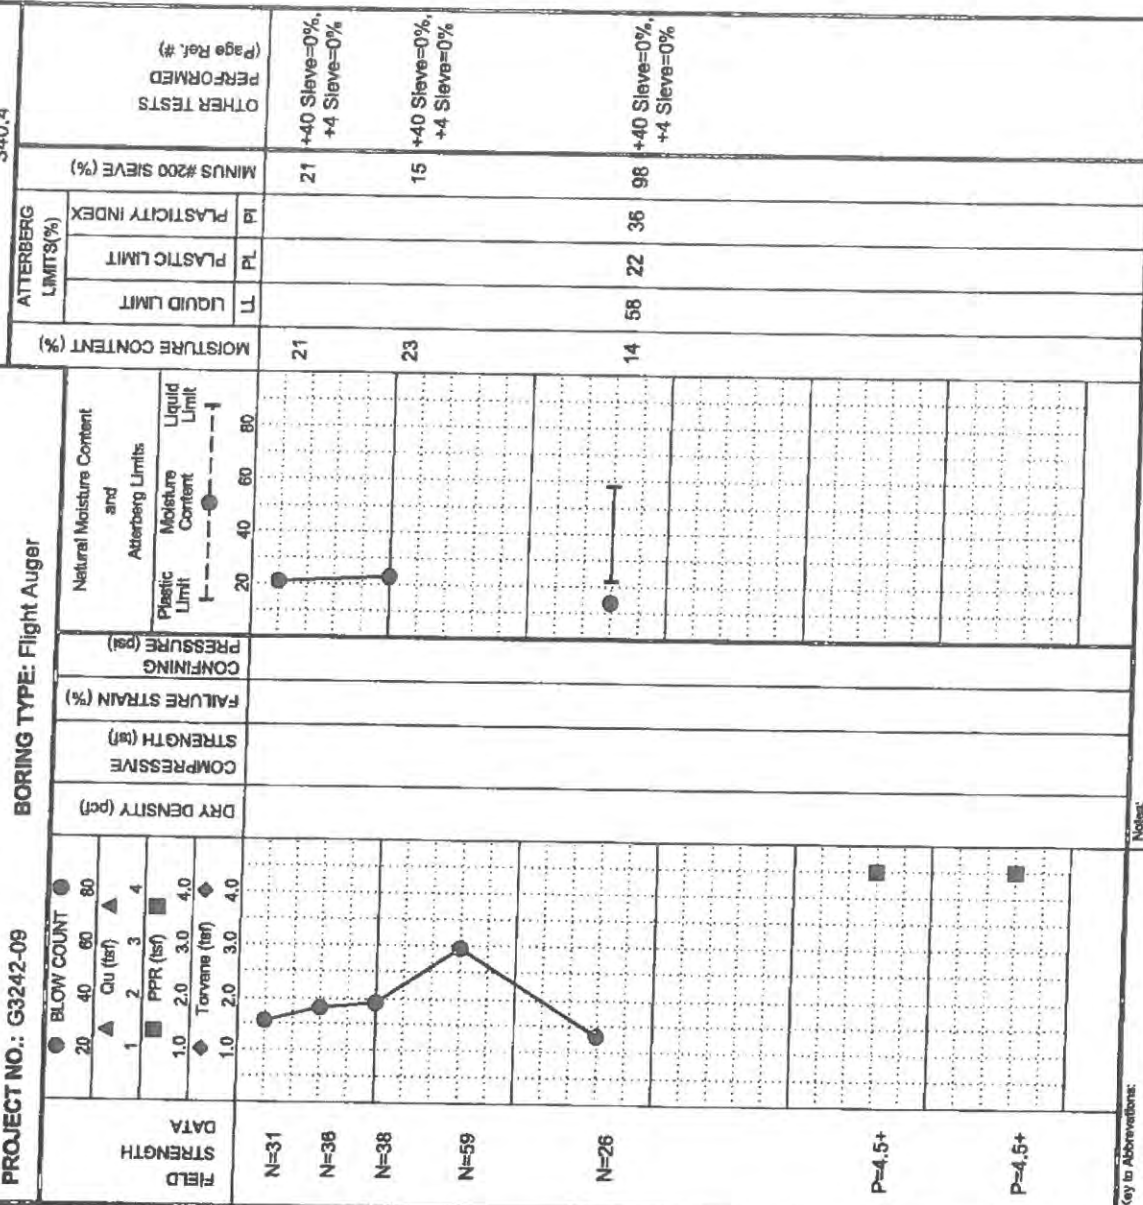 PROJECT NO.: G3242-09
BORING TYPE: Flight Auger
340.4
FIELD
STRENGTH
DATA
BLOW COUNT
20 40 60 80
Qu (tsf)
1 2 3 4
PPR (tsf)
1.0 2.0 3.0 4.0
Torvane (tsf)
1.0 2.0 3.0 4.0
DRY DENSITY (pcf)
COMPRESSIVE
STRENGTH (tsf)
FAILURE STRAIN (%)
CONFINING
PRESSURE (psi)
Natural Moisture Content
and
Atterberg Limits
Plastic Moisture Liquid
Limit Content Limit
20 40 60 80
MOISTURE CONTENT (%)
ATTERBERG
LIMITS(%)
LIQUID LIMIT
LL
PLASTIC LIMIT
PL
PLASTICITY INDEX
PI
MINUS #200 SIEVE (%)
OTHER TESTS
PERFORMED
(Page Ref. #)
N=31
21 21 +40 Sieve=0%,
+4 Sieve=0%
N=36
N=38
23 15 +40 Sieve=0%,
+4 Sieve=0%
N=59
N=26
14 58 22 36 98 +40 Sieve=0%,
+4 Sieve=0%
P=4.5+
P=4.5+
Key to Abbreviations:
Notes: